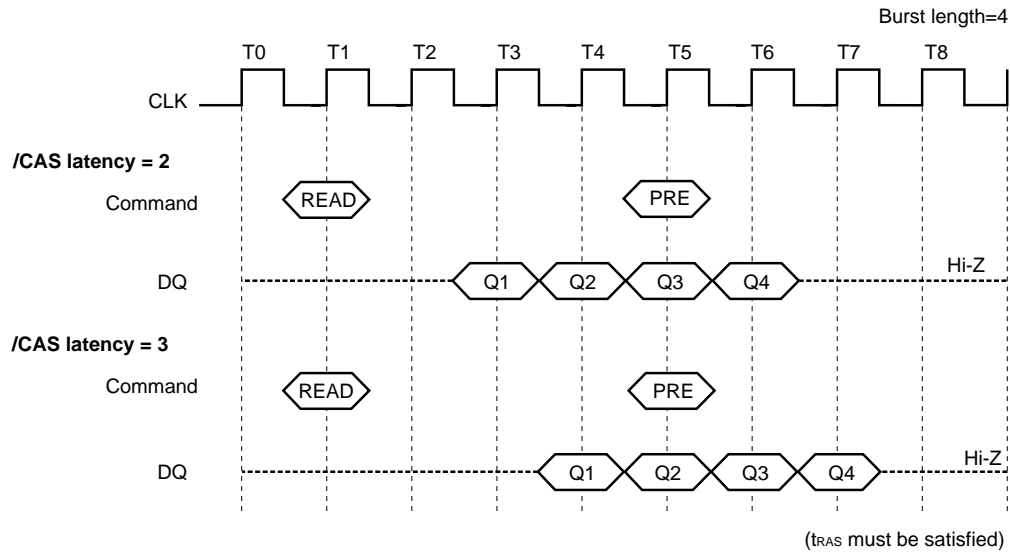 Burst length=4
T0 T1 T2 T3 T4 T5 T6 T7 T8
CLK
/CAS latency = 2
Command READ PRE
DQ Q1 Q2 Q3 Q4 Hi-Z
/CAS latency = 3
Command READ PRE
DQ Q1 Q2 Q3 Q4 Hi-Z
(tRAS must be satisfied)